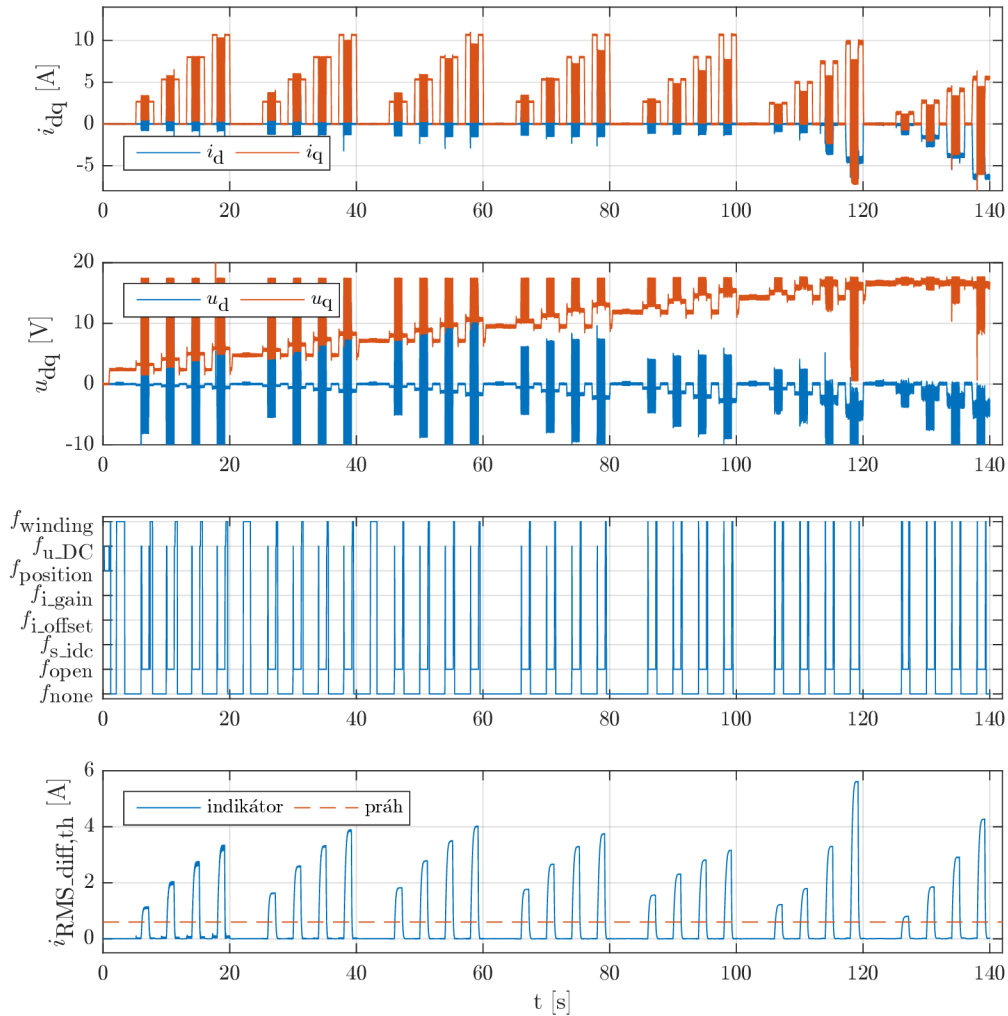 10
5
0
-5
i_dq [A]
i_d i_q
0 20 40 60 80 100 120 140
20
10
0
-10
u_dq [V]
u_d u_q
0 20 40 60 80 100 120 140
f_winding
f_u_DC
f_position
f_i_gain
f_i_offset
f_s_idc
f_open
f_none
0 20 40 60 80 100 120 140
6
4
2
0
i_RMS_diff,th [A]
indikátor práh
0 20 40 60 80 100 120 140
t [s]